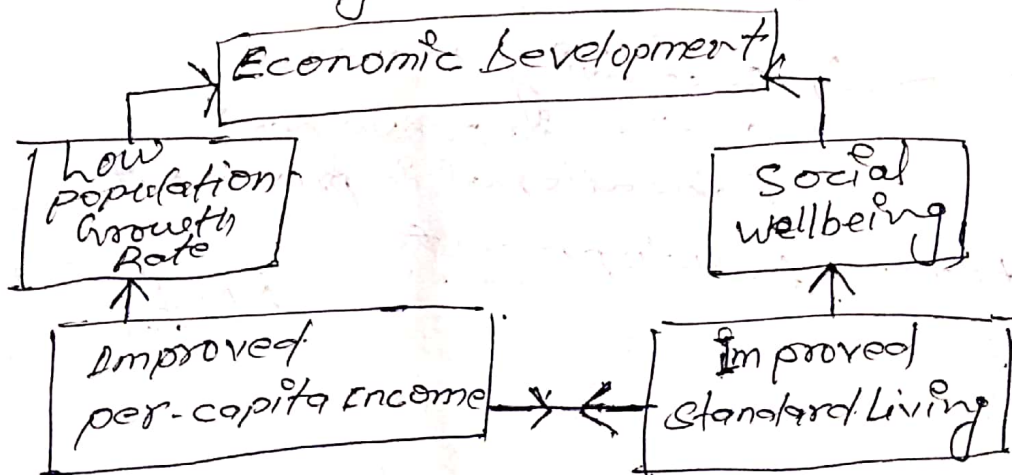 Economic Development
Low
population
Growth
Rate
Social
wellbeing
Improved
per-capita Income
Improved
standard Living